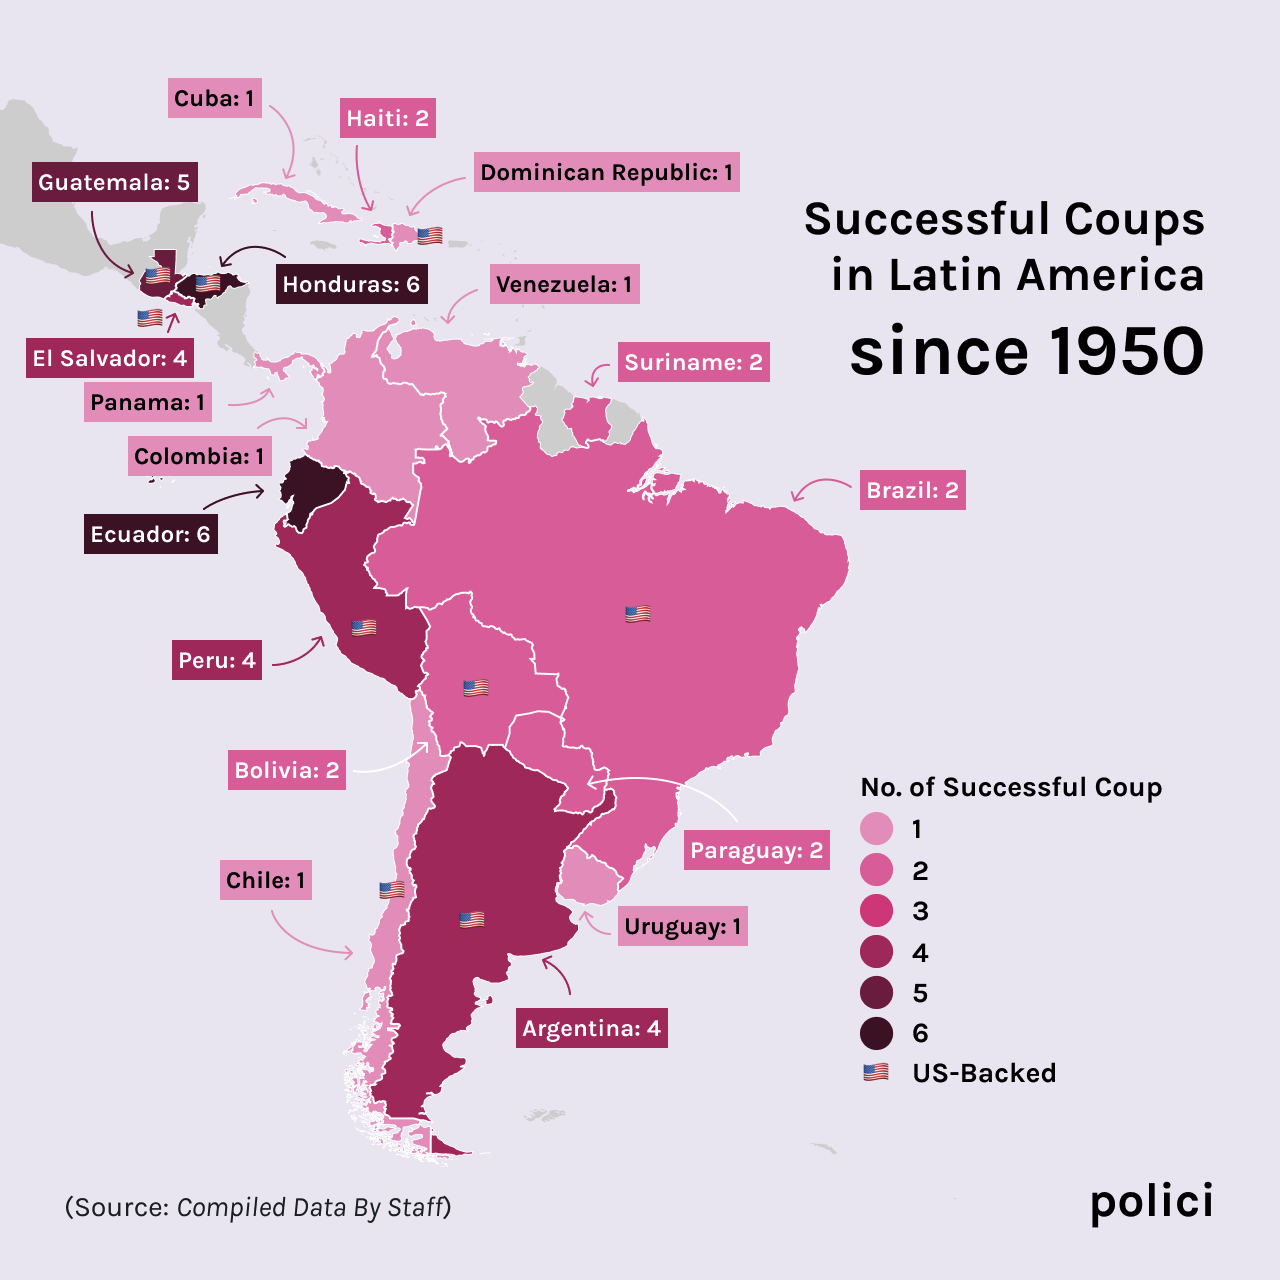 Cuba: 1
Haiti: 2
Guatemala: 5
Dominican Republic: 1
Successful Coups
in Latin America
since 1950
Honduras: 6
Venezuela: 1
El Salvador: 4
Suriname: 2
Panama: 1
Colombia: 1
Brazil: 2
Ecuador: 6
Peru: 4
Bolivia: 2
Paraguay: 2
Chile: 1
Uruguay: 1
Argentina: 4
No. of Successful Coup
1
2
3
4
5
6
US-Backed
(Source: Compiled Data By Staff)
polici